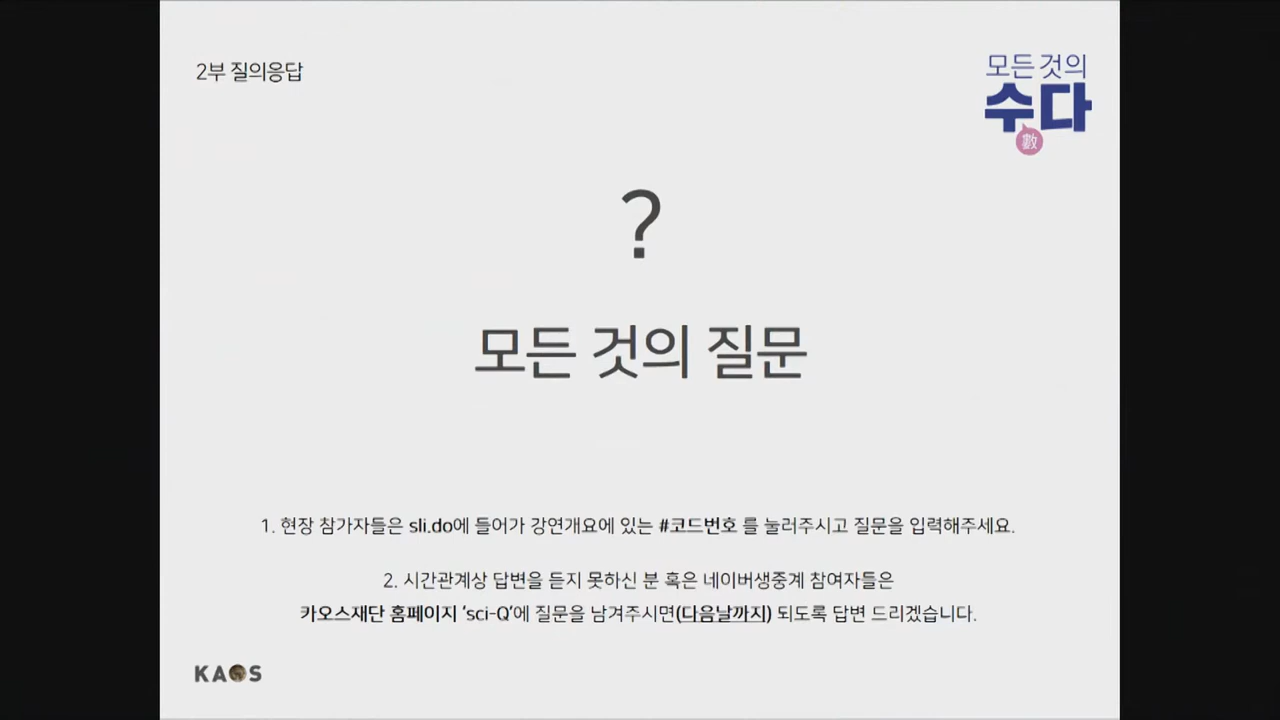 2부 질의응답
모든 것의
수다
數
?
모든 것의 질문
1. 현장 참가자들은 sli.do에 들어가 강연개요에 있는 #코드번호 를 눌러주시고 질문을 입력해주세요.
2. 시간관계상 답변을 듣지 못하신 분 혹은 네이버생중계 참여자들은
카오스재단 홈페이지 'sci-Q'에 질문을 남겨주시면(다음날까지) 되도록 답변 드리겠습니다.
KAOS